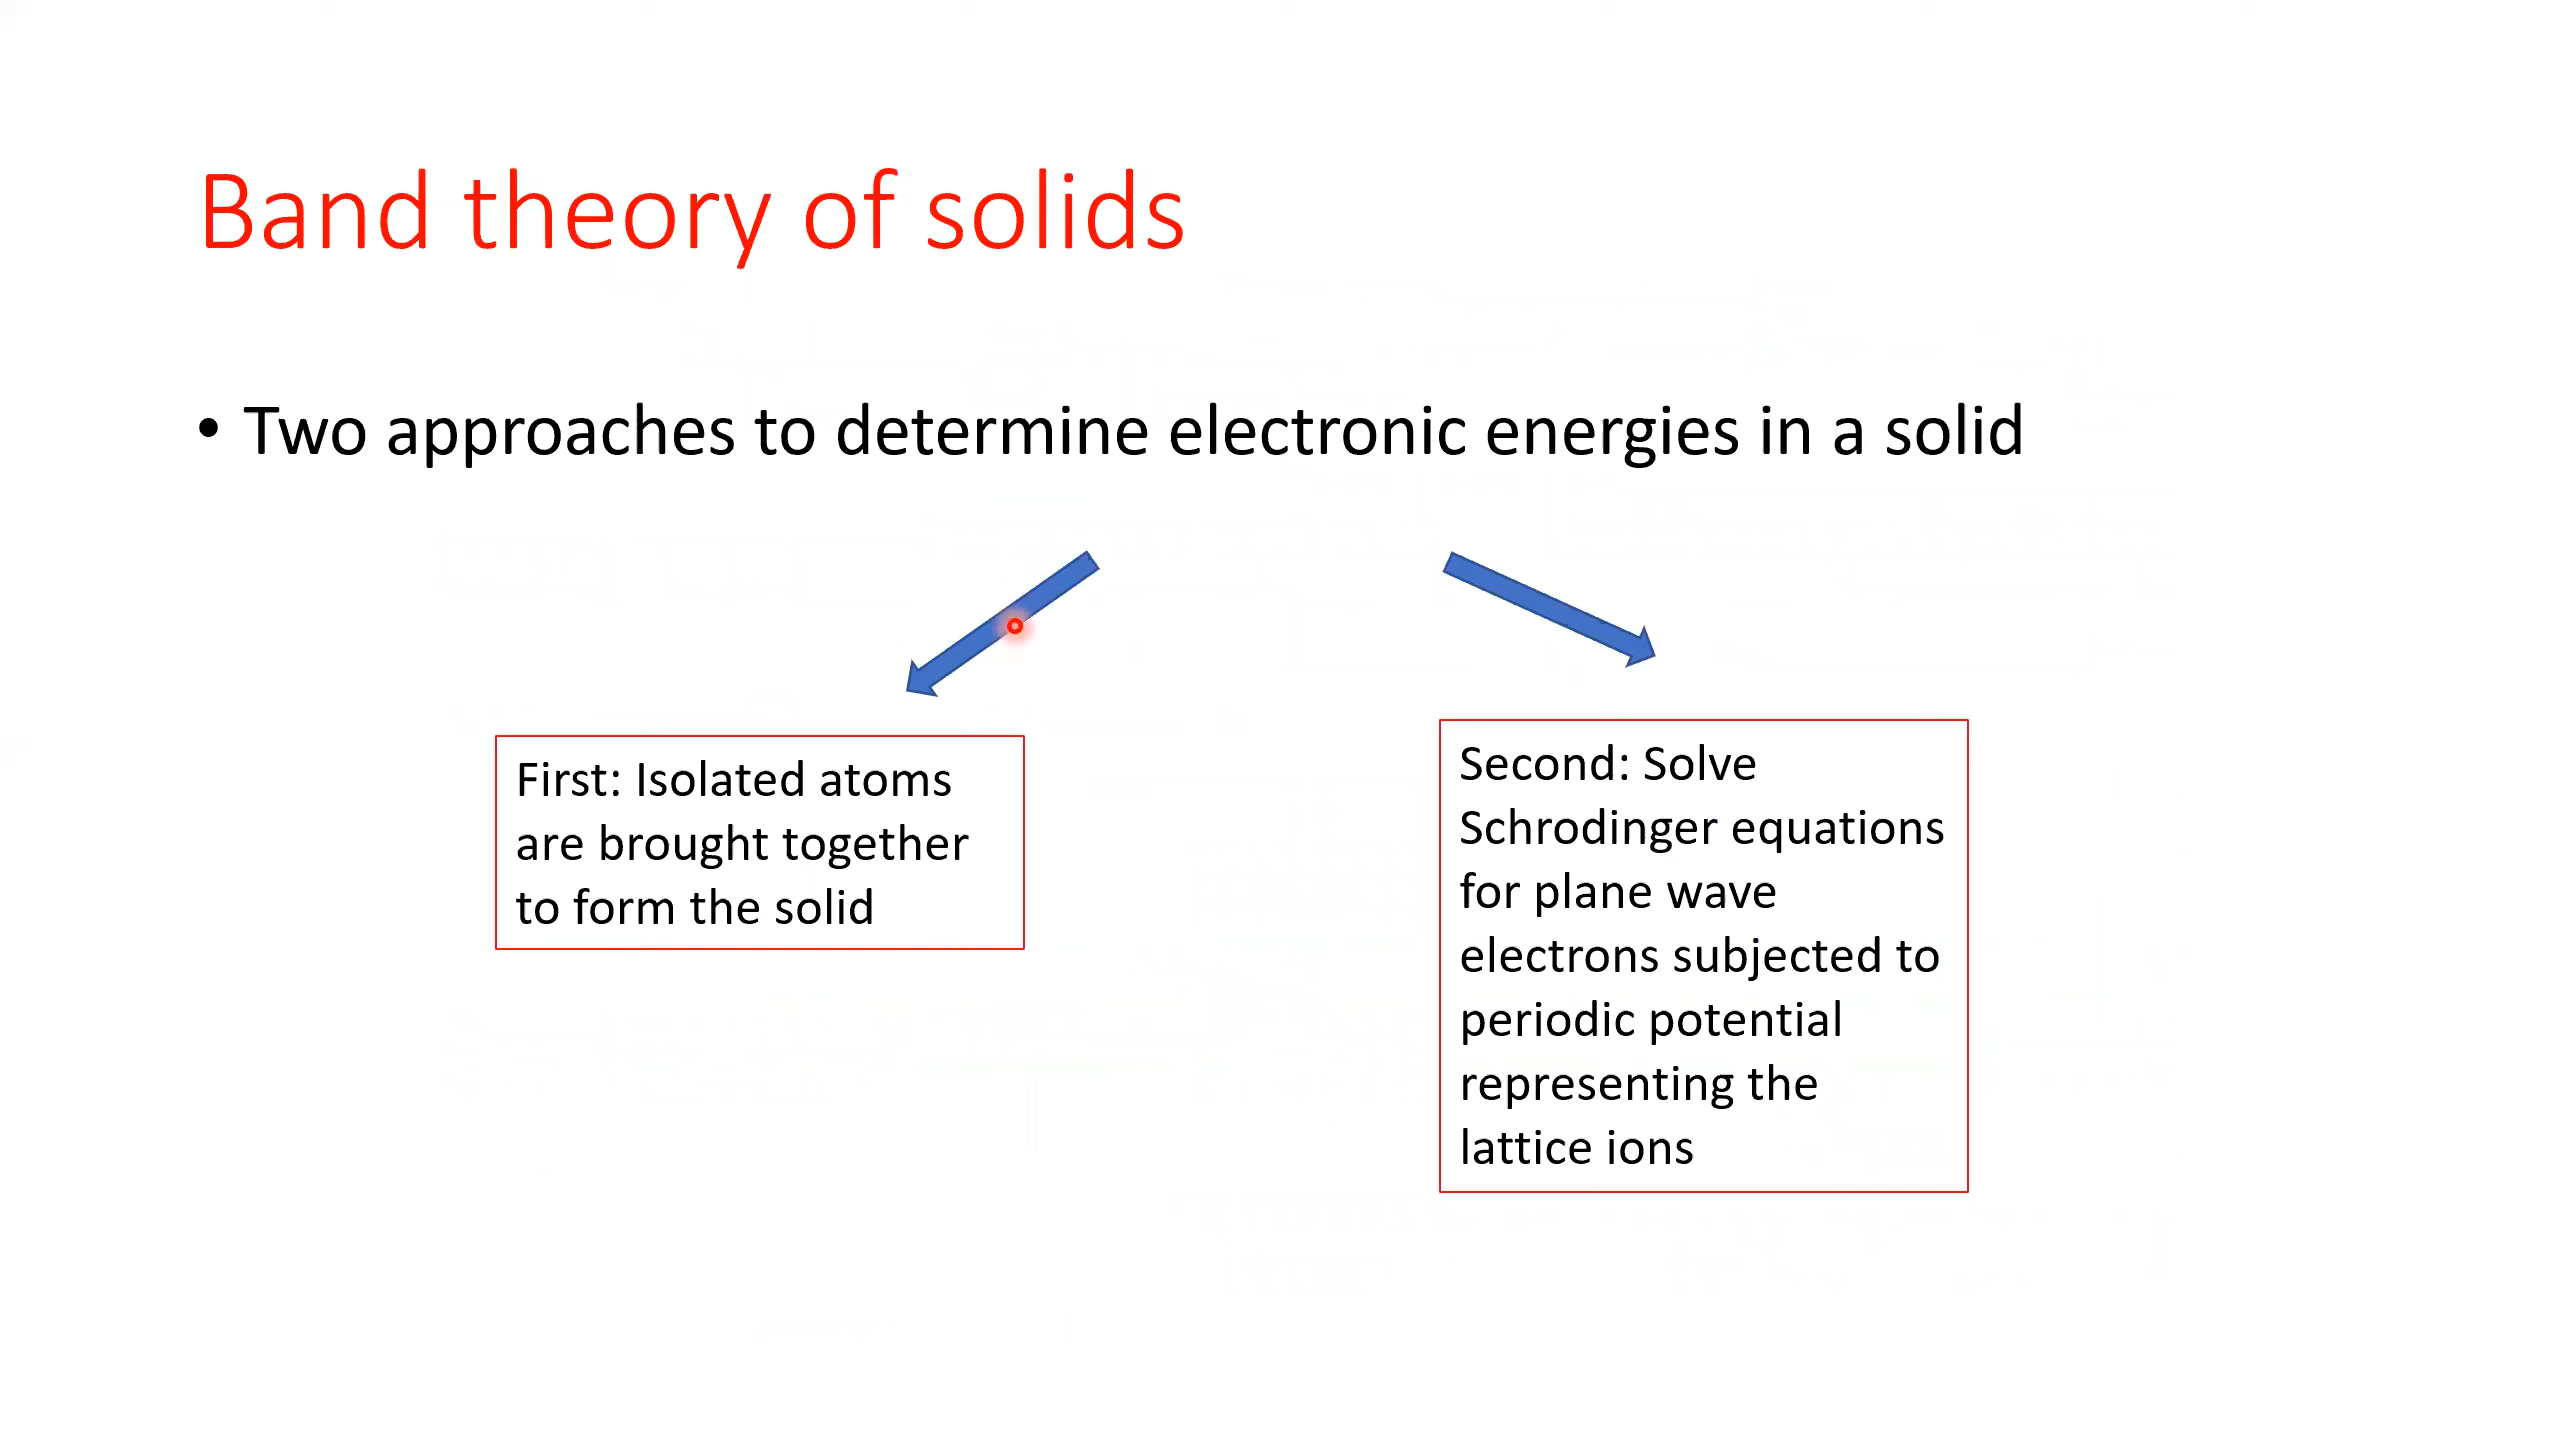 Band theory of solids
• Two approaches to determine electronic energies in a solid
First: Isolated atoms
are brought together
to form the solid
Second: Solve
Schrodinger equations
for plane wave
electrons subjected to
periodic potential
representing the
lattice ions